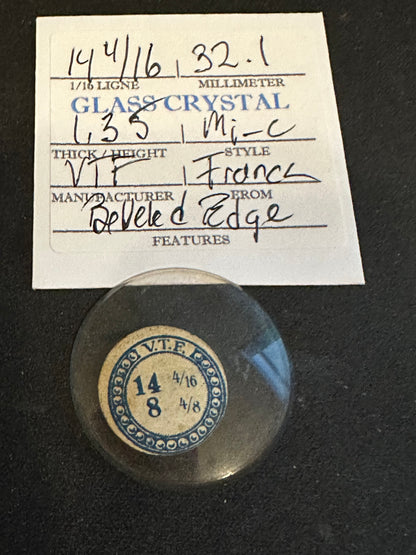 14 4/16 32.1
1/16 LIGNE MILLIMETER
GLASS CRYSTAL
1.35 Mi-c
THICK / HEIGHT STYLE
VTF France
MANUFACTURER FROM
Beveled Edge
FEATURES
V.T.F.
14 4/16
8 4/8